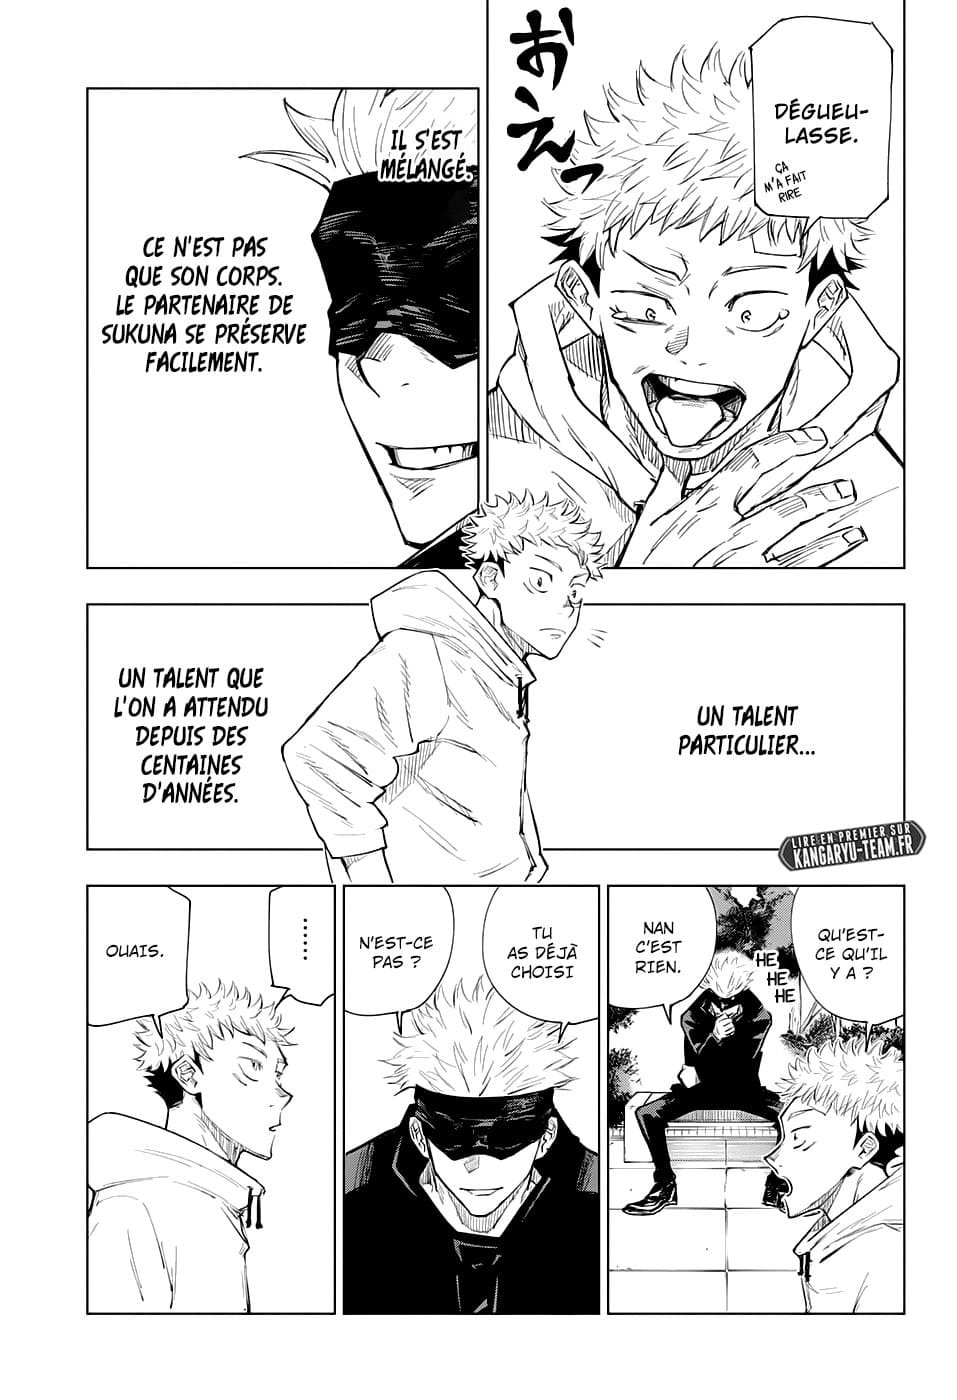 おえっ
DÉGUEU-
LASSE.
ÇA
M'A FAIT
RIRE
IL S'EST
MÉLANGÉ.
CE N'EST PAS
QUE SON CORPS.
LE PARTENAIRE DE
SUKUNA SE PRÉSERVE
FACILEMENT.
UN TALENT
PARTICULIER...
UN TALENT QUE
L'ON A ATTENDU
DEPUIS DES
CENTAINES
D'ANNÉES.
LIRE EN PREMIER SUR
KANGARYU-TEAM.FR
QU'EST-
CE QU'IL
Y A ?
HE
HE
HE
NAN
C'EST
RIEN.
TU
AS DÉJÀ
CHOISI
N'EST-CE
PAS ?
......
OUAIS.